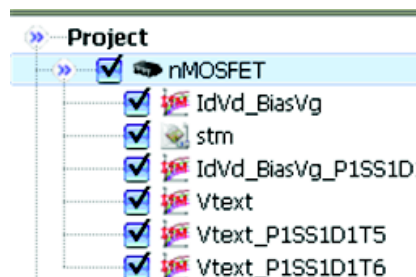 Project
nMOSFET
IdVd_BiasVg
stm
IdVd_BiasVg_P1SS1D
Vtext
Vtext_P1SS1D1T5
Vtext_P1SS1D1T6